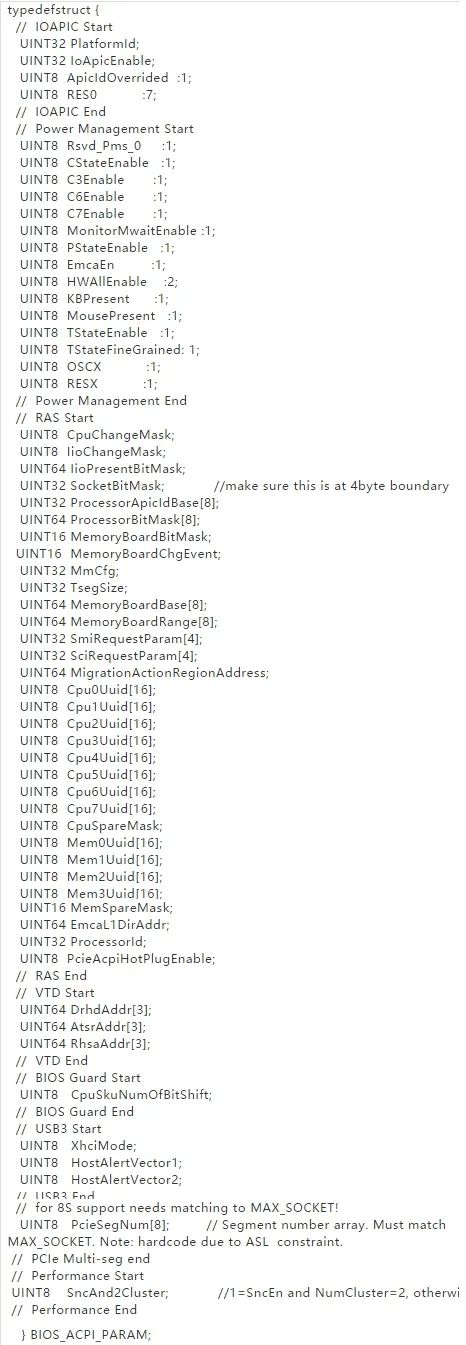 typedefstruct {
// IOAPIC Start
UINT32 PlatformId;
UINT32 IoApicEnable;
UINT8 ApicIdOverrided :1;
UINT8 RES0 :7;
// IOAPIC End
// Power Management Start
UINT8 Rsvd_Pms_0 :1;
UINT8 CStateEnable :1;
UINT8 C3Enable :1;
UINT8 C6Enable :1;
UINT8 C7Enable :1;
UINT8 MonitorMwaitEnable :1;
UINT8 PStateEnable :1;
UINT8 EmcaEn :1;
UINT8 HWAllEnable :2;
UINT8 KBPresent :1;
UINT8 MousePresent :1;
UINT8 TStateEnable :1;
UINT8 TStateFineGrained: 1;
UINT8 OSCX :1;
UINT8 RESX :1;
// Power Management End
// RAS Start
UINT8 CpuChangeMask;
UINT8 IioChangeMask;
UINT64 IioPresentBitMask;
UINT32 SocketBitMask; //make sure this is at 4byte boundary
UINT32 ProcessorApicIdBase[8];
UINT64 ProcessorBitMask[8];
UINT16 MemoryBoardBitMask;
UINT16 MemoryBoardChgEvent;
UINT32 MmCfg;
UINT32 TsegSize;
UINT64 MemoryBoardBase[8];
UINT64 MemoryBoardRange[8];
UINT32 SmiRequestParam[4];
UINT32 SciRequestParam[4];
UINT64 MigrationActionRegionAddress;
UINT8 Cpu0Uuid[16];
UINT8 Cpu1Uuid[16];
UINT8 Cpu2Uuid[16];
UINT8 Cpu3Uuid[16];
UINT8 Cpu4Uuid[16];
UINT8 Cpu5Uuid[16];
UINT8 Cpu6Uuid[16];
UINT8 Cpu7Uuid[16];
UINT8 CpuSpareMask;
UINT8 Mem0Uuid[16];
UINT8 Mem1Uuid[16];
UINT8 Mem2Uuid[16];
UINT8 Mem3Uuid[16];
UINT16 MemSpareMask;
UINT64 EmcaL1DirAddr;
UINT32 ProcessorId;
UINT8 PcieAcpiHotPlugEnable;
// RAS End
// VTD Start
UINT64 DrhdAddr[3];
UINT64 AtsrAddr[3];
UINT64 RhsaAddr[3];
// VTD End
// BIOS Guard Start
UINT8 CpuSkuNumOfBitShift;
// BIOS Guard End
// USB3 Start
UINT8 XhciMode;
UINT8 HostAlertVector1;
UINT8 HostAlertVector2;
// USB3 End
// for 8S support needs matching to MAX_SOCKET!
UINT8 PcieSegNum[8]; // Segment number array. Must match
MAX_SOCKET. Note: hardcode due to ASL constraint.
// PCIe Multi-seg end
// Performance Start
UINT8 SncAnd2Cluster; //1=SncEn and NumCluster=2, otherwi
// Performance End
} BIOS_ACPI_PARAM;